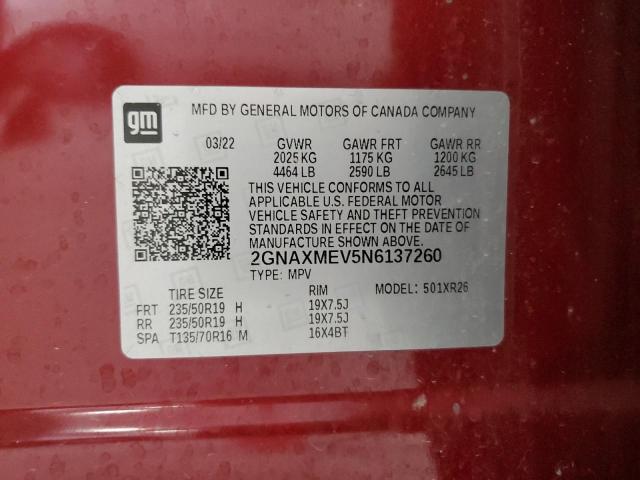 gm
MFD BY GENERAL MOTORS OF CANADA COMPANY
03/22 GVWR GAWR FRT GAWR RR
2025 KG 1175 KG 1200 KG
4464 LB 2590 LB 2645 LB
THIS VEHICLE CONFORMS TO ALL
APPLICABLE U.S. FEDERAL MOTOR
VEHICLE SAFETY AND THEFT PREVENTION
STANDARDS IN EFFECT ON THE DATE OF
MANUFACTURE SHOWN ABOVE.
2GNAXMEV5N6137260
TYPE: MPV
TIRE SIZE RIM MODEL: 501XR26
FRT 235/50R19 H 19X7.5J
RR 235/50R19 H 19X7.5J
SPA T135/70R16 M 16X4BT